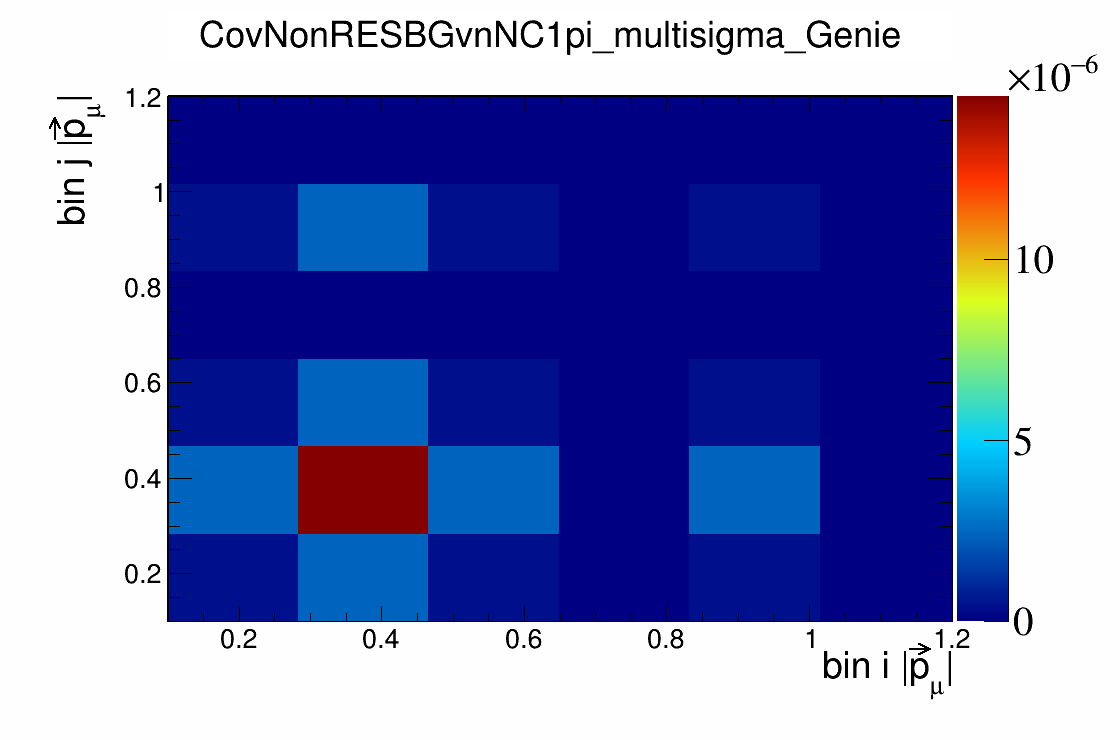 CovNonRESBGvnNC1pi_multisigma_Genie
×10⁻⁶
bin j |p⃗μ|
1.2
1
0.8
0.6
0.4
0.2
10
5
0
0.2 0.4 0.6 0.8 1 1.2
bin i |p⃗μ|